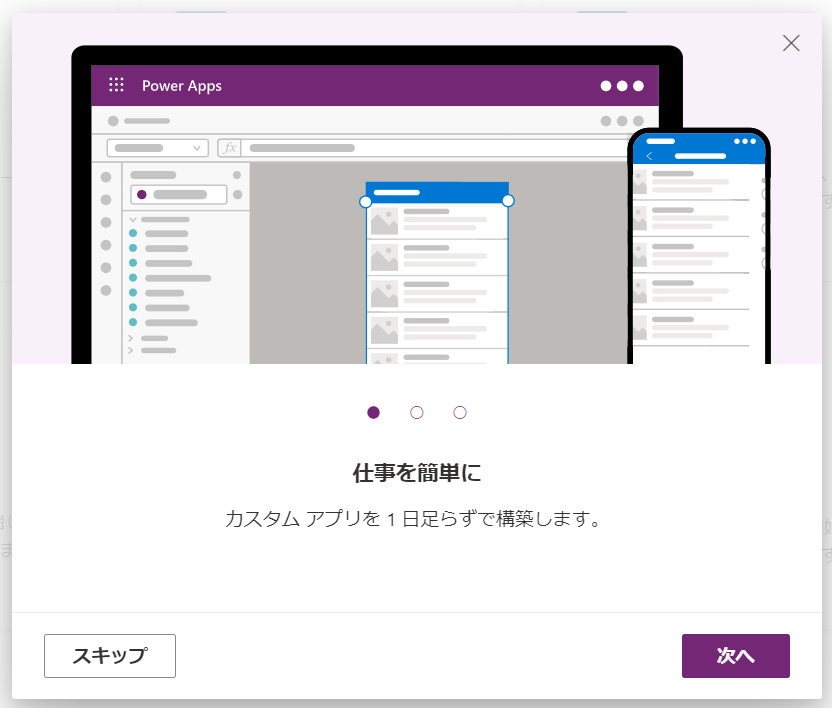 Power Apps
fx
仕事を簡単に
カスタム アプリを 1 日足らずで構築します。
スキップ
次へ